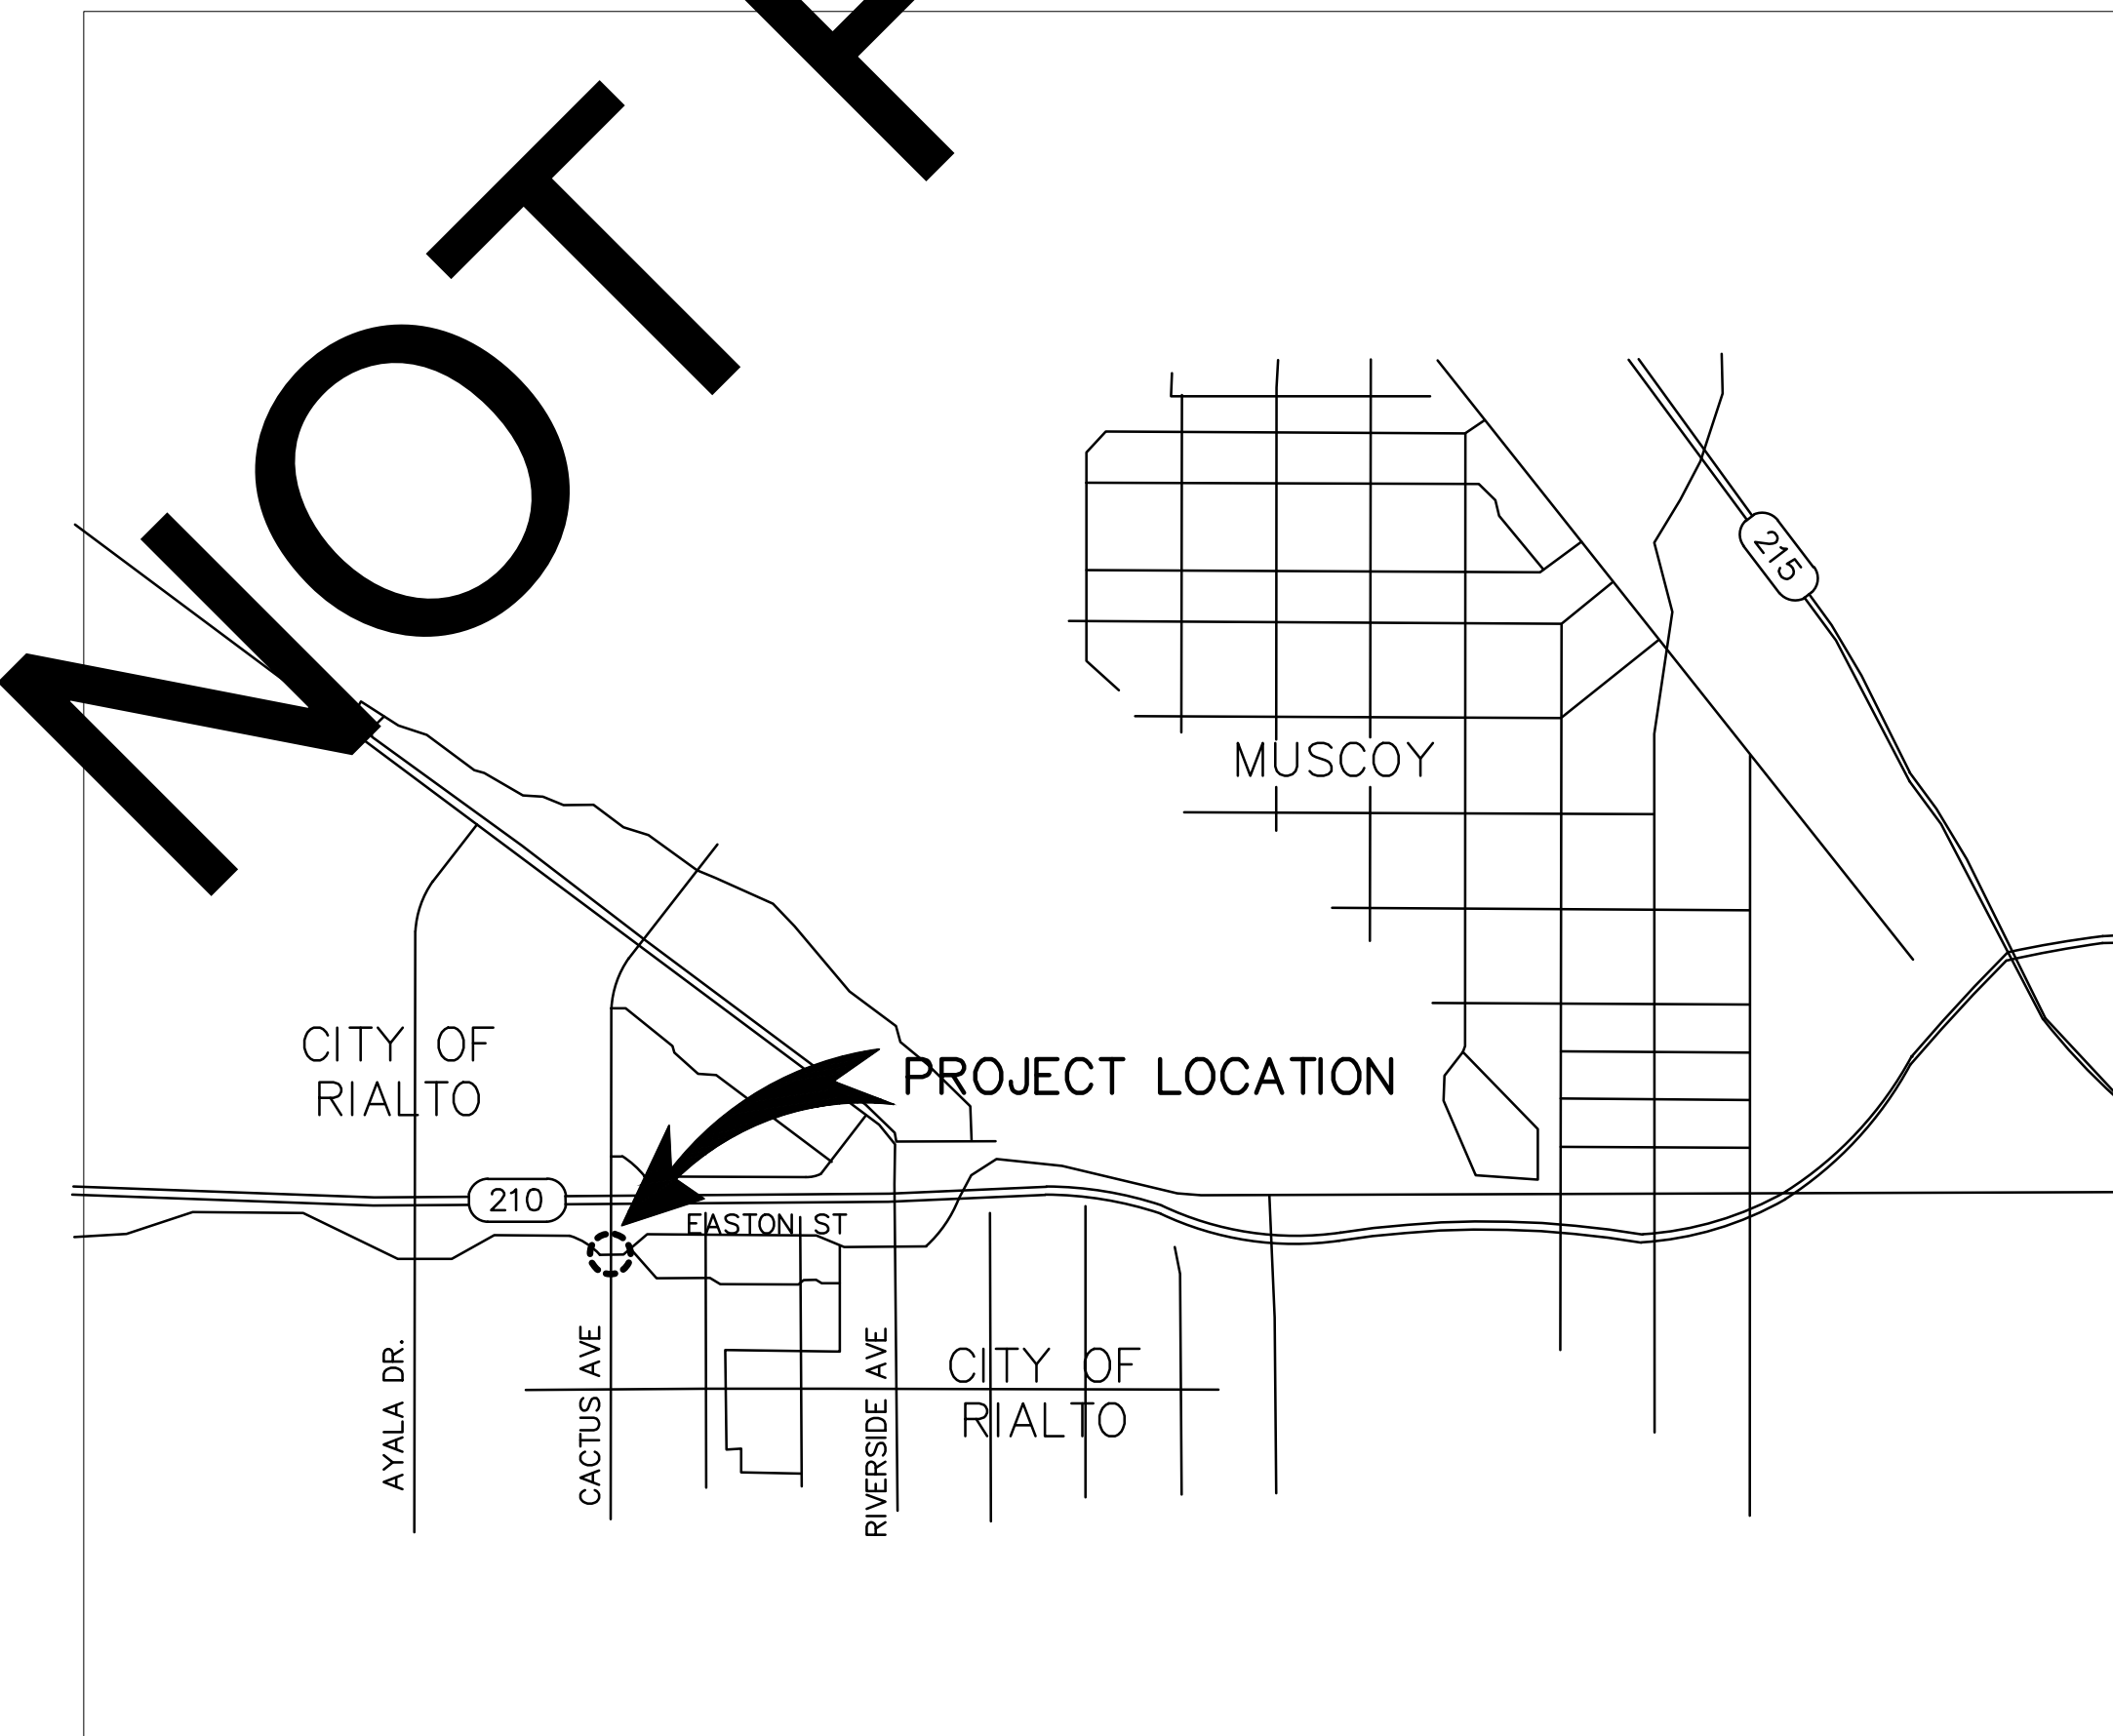 NOT
215
MUSCOY
CITY OF
RIALTO
PROJECT LOCATION
210
EASTON ST
AYALA DR.
CACTUS AVE
RIVERSIDE AVE
CITY OF
RIALTO